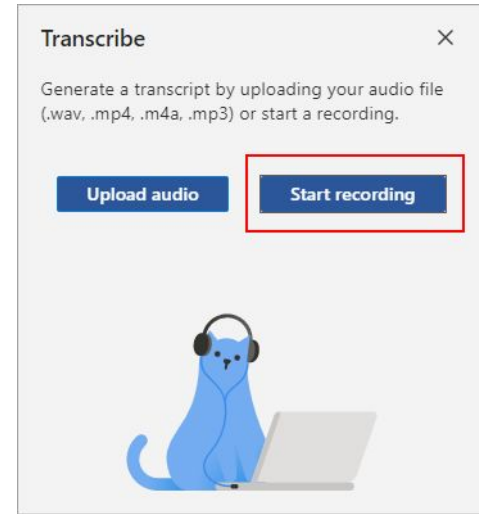 Transcribe
Generate a transcript by uploading your audio file
(.wav, .mp4, .m4a, .mp3) or start a recording.
Upload audio
Start recording